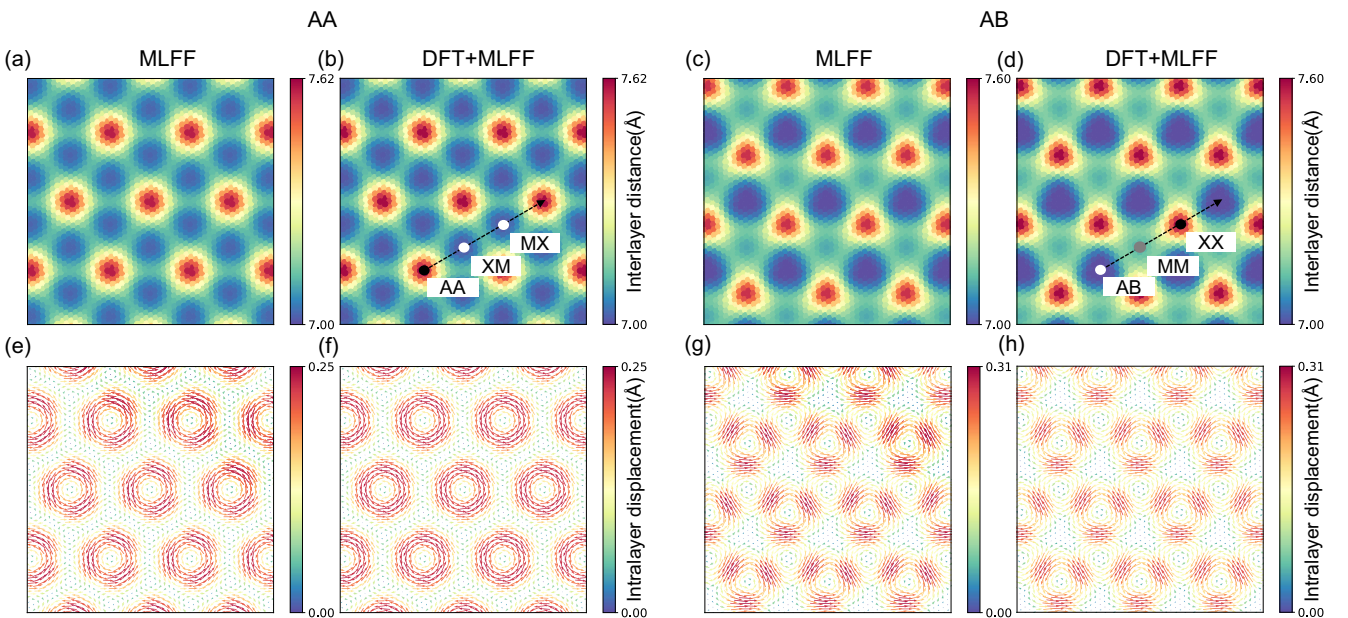 AA
AB
(a)
MLFF
(b)
DFT+MLFF
(c)
MLFF
(d)
DFT+MLFF
7.62
7.00
7.62
Interlayer distance(Å)
7.00
MX
XM
AA
7.60
7.00
7.60
Interlayer distance(Å)
7.00
XX
MM
AB
(e)
(f)
(g)
(h)
0.25
0.00
0.25
Intralayer displacement(Å)
0.00
0.31
0.00
0.31
Intralayer displacement(Å)
0.00